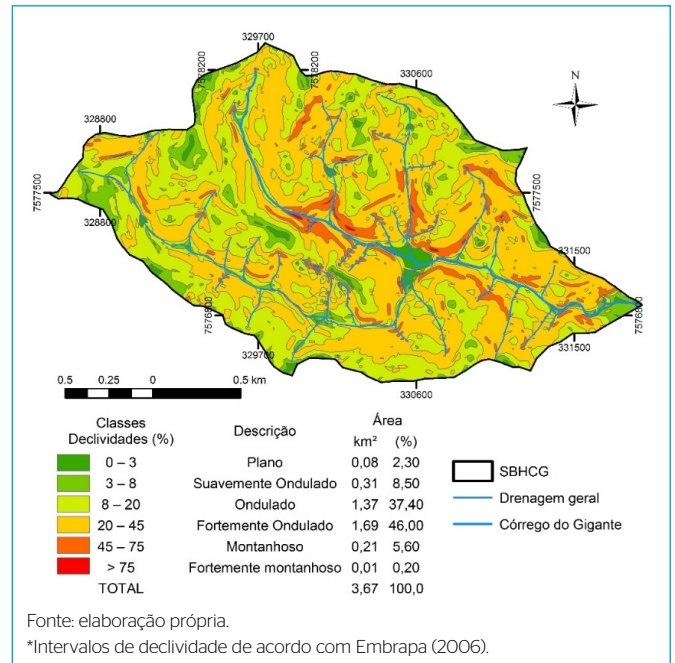 329700
7578200
7578200
330600
N
328800
7577500
7577500
328800
331500
7576800
7576800
329700
331500
330600
0.5 0.25 0 0.5 km
Classes Declividades (%) Descrição Área
km² (%)
0 – 3 Plano 0,08 2,30
3 – 8 Suavemente Ondulado 0,31 8,50
8 – 20 Ondulado 1,37 37,40
20 – 45 Fortemente Ondulado 1,69 46,00
45 – 75 Montanhoso 0,21 5,60
> 75 Fortemente montanhoso 0,01 0,20
TOTAL 3,67 100,0
SBHCG
Drenagem geral
Córrego do Gigante
Fonte: elaboração própria.
*Intervalos de declividade de acordo com Embrapa (2006).